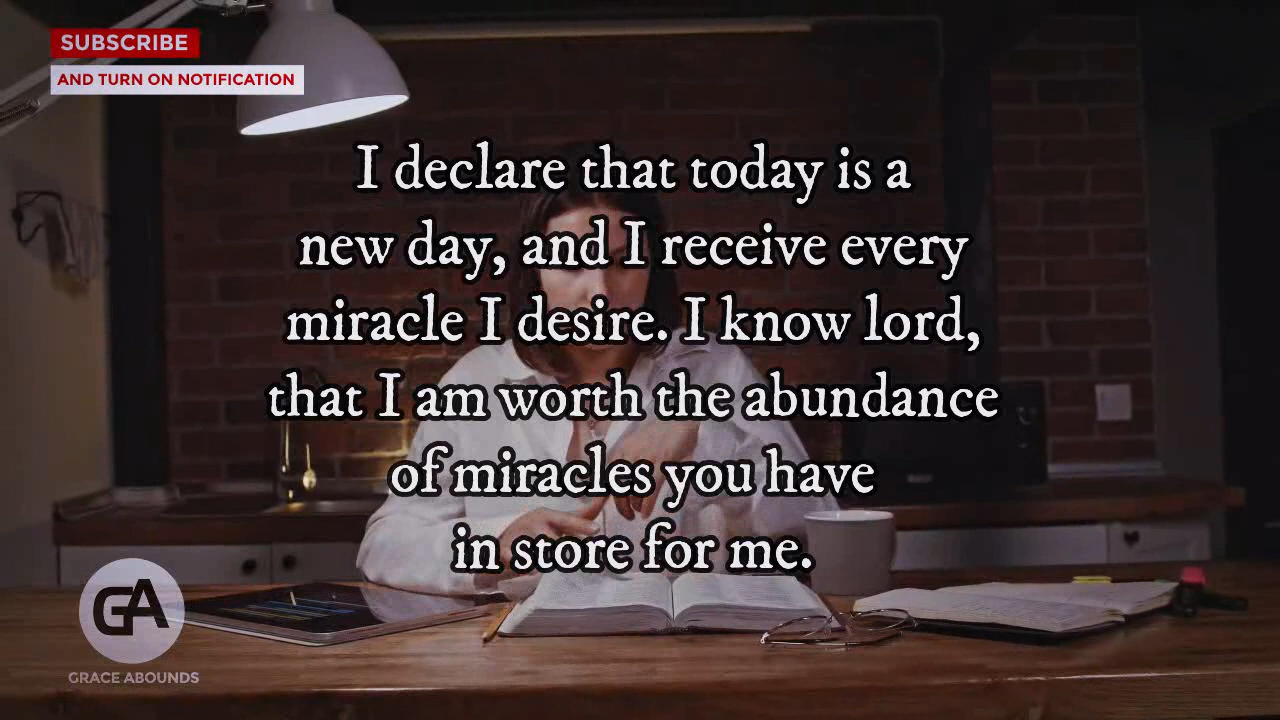 SUBSCRIBE
AND TURN ON NOTIFICATION
I declare that today is a
new day, and I receive every
miracle I desire. I know lord,
that I am worth the abundance
of miracles you have
in store for me.
GA
GRACE ABOUNDS